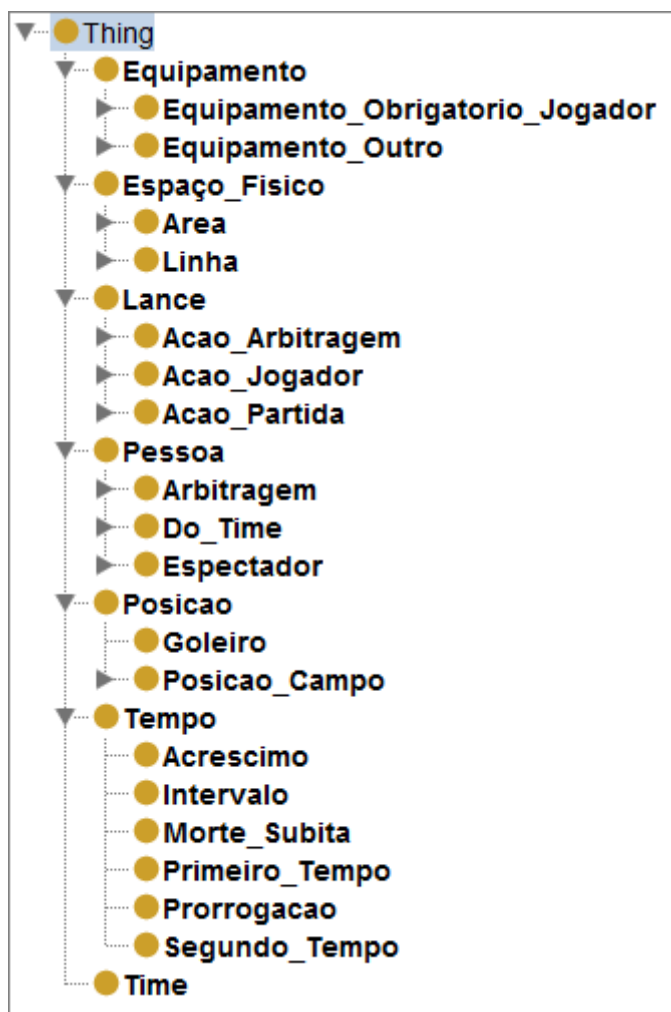 Thing
Equipamento
Equipamento_Obrigatorio_Jogador
Equipamento_Outro
Espaço_Fisico
Area
Linha
Lance
Acao_Arbitragem
Acao_Jogador
Acao_Partida
Pessoa
Arbitragem
Do_Time
Espectador
Posicao
Goleiro
Posicao_Campo
Tempo
Acrescimo
Intervalo
Morte_Subita
Primeiro_Tempo
Prorrogacao
Segundo_Tempo
Time